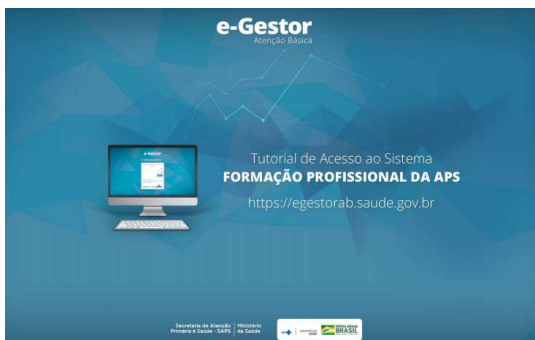 e-Gestor
Atenção Básica
e-Gestor
Tutorial de Acesso ao Sistema
FORMAÇÃO PROFISSIONAL DA APS
https://egestorab.saude.gov.br
Secretaria de Atenção Primária à Saúde - SAPS
Ministério da Saúde
BRASIL